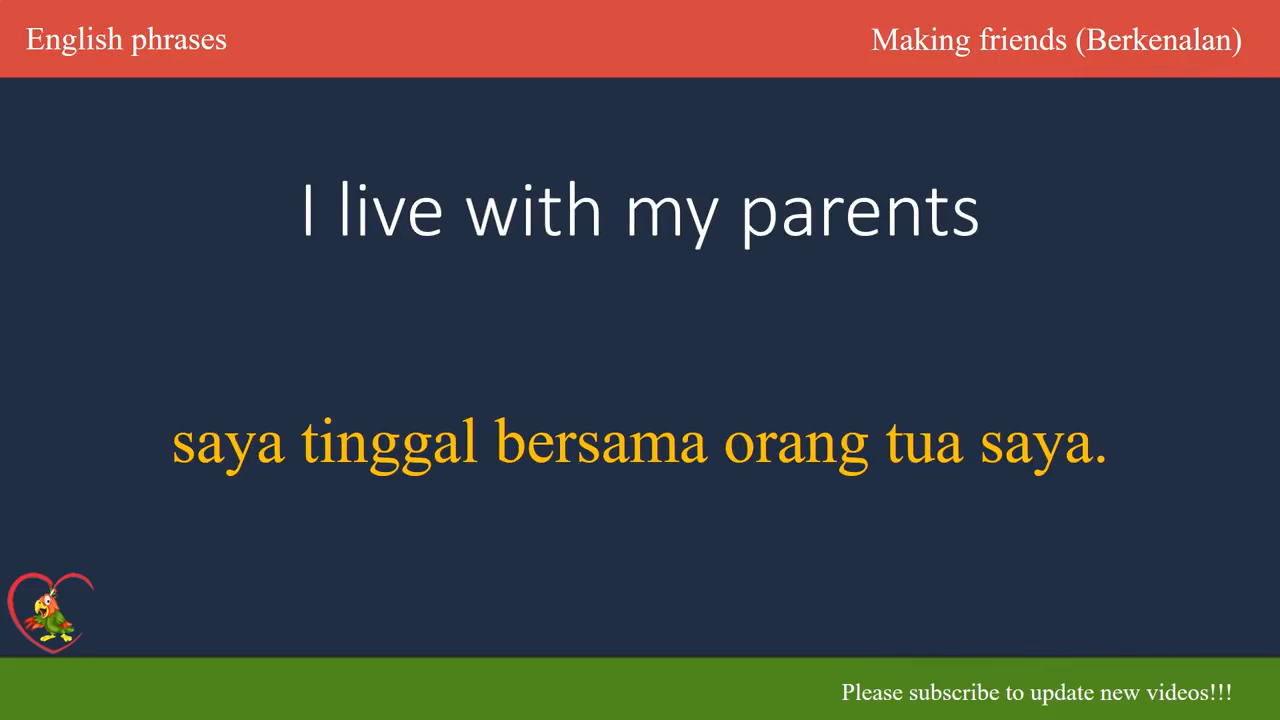 English phrases
Making friends (Berkenalan)
I live with my parents
saya tinggal bersama orang tua saya.
Please subscribe to update new videos!!!